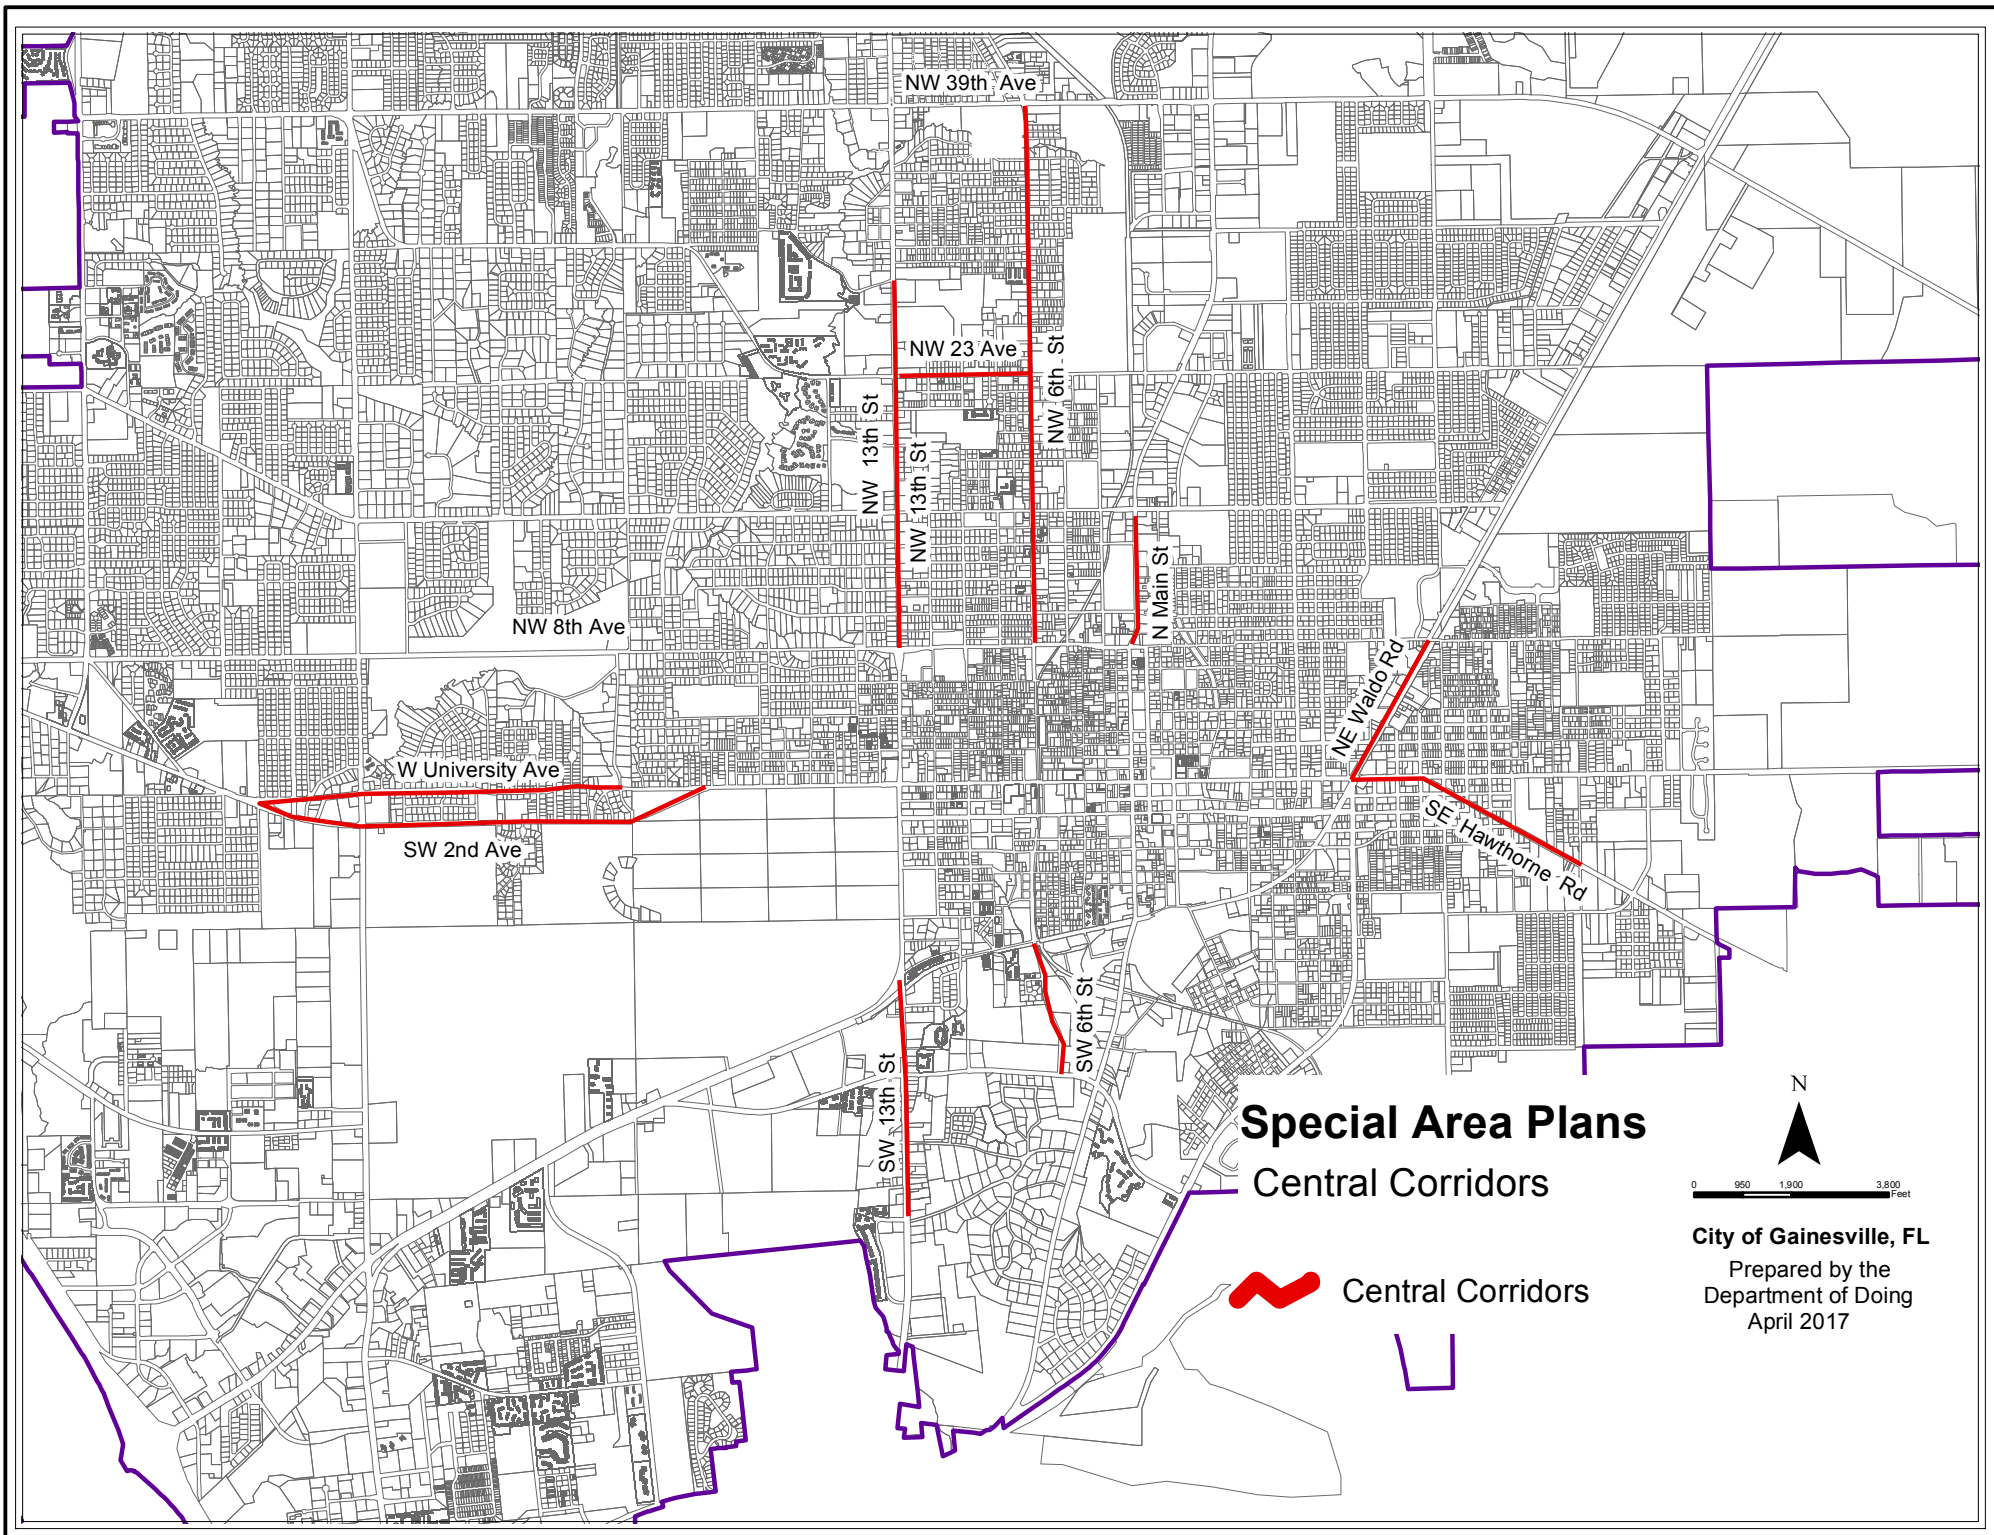 NW 39th Ave
NW 23 Ave
NW 6th St
NW 13th St
NW 13th St
N Main St
NW 8th Ave
NE Waldo Rd
W University Ave
SW 2nd Ave
SE Hawthorne Rd
SW 6th St
SW 13th St
Special Area Plans
Central Corridors
N
0 950 1,900 3,800
Feet
City of Gainesville, FL
Prepared by the
Department of Doing
April 2017
Central Corridors